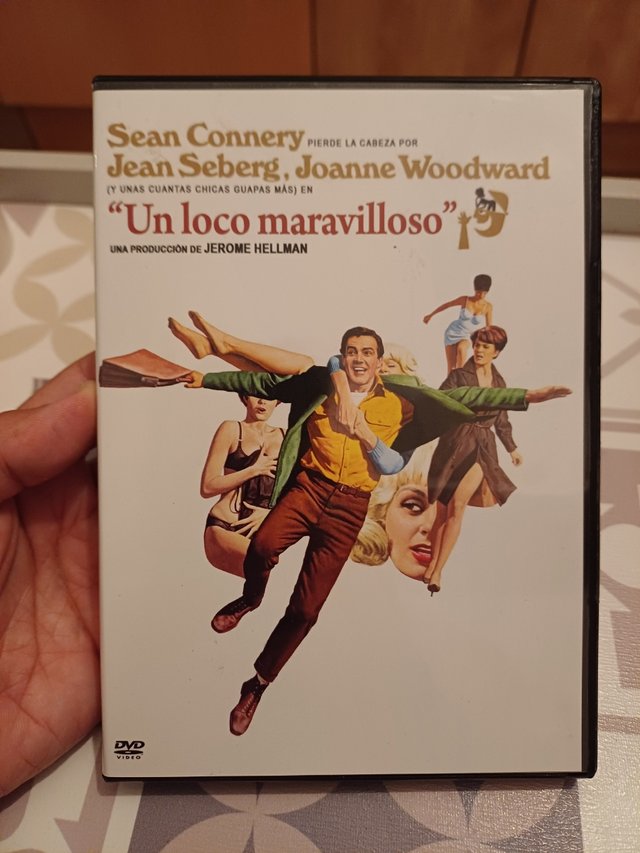 Sean Connery PIERDE LA CABEZA POR
Jean Seberg, Joanne Woodward
(Y UNAS CUANTAS CHICAS GUAPAS MÁS) EN
“Un loco maravilloso”
UNA PRODUCCIÓN DE JEROME HELLMAN
DVD
VIDEO